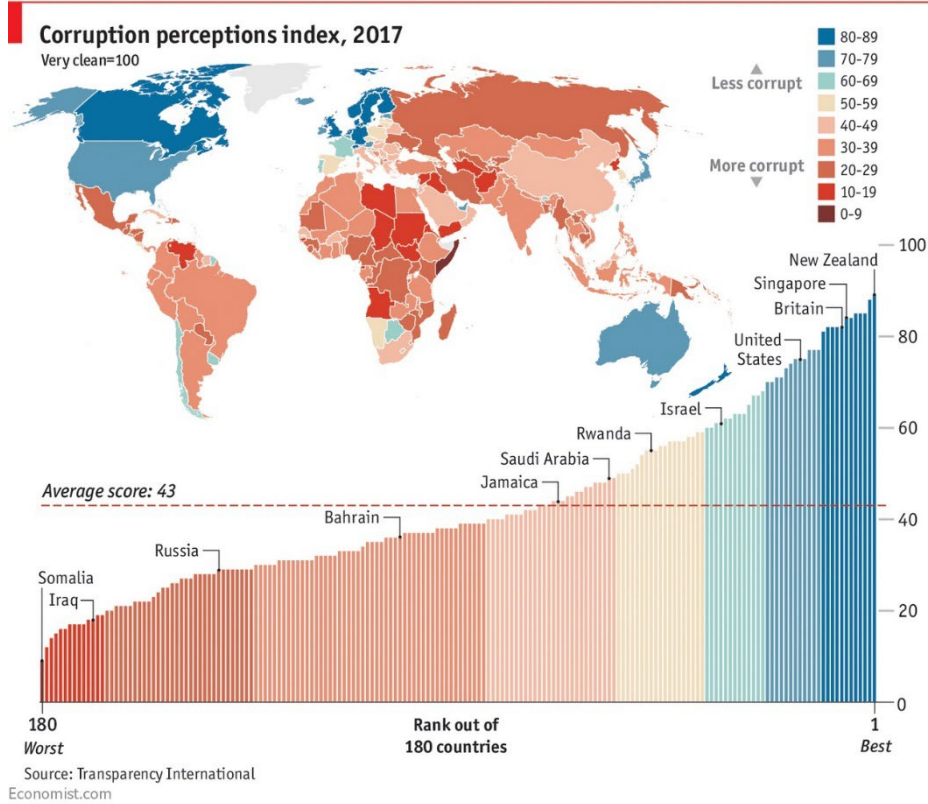 Corruption perceptions index, 2017
Very clean=100
80-89
70-79
60-69
50-59
40-49
30-39
20-29
10-19
0-9
Less corrupt
More corrupt
100
80
60
40
20
0
New Zealand
Singapore
Britain
United
States
Israel
Rwanda
Saudi Arabia
Jamaica
Average score: 43
Bahrain
Russia
Somalia
Iraq
180
Worst
Rank out of
180 countries
1
Best
Source: Transparency International
Economist.com